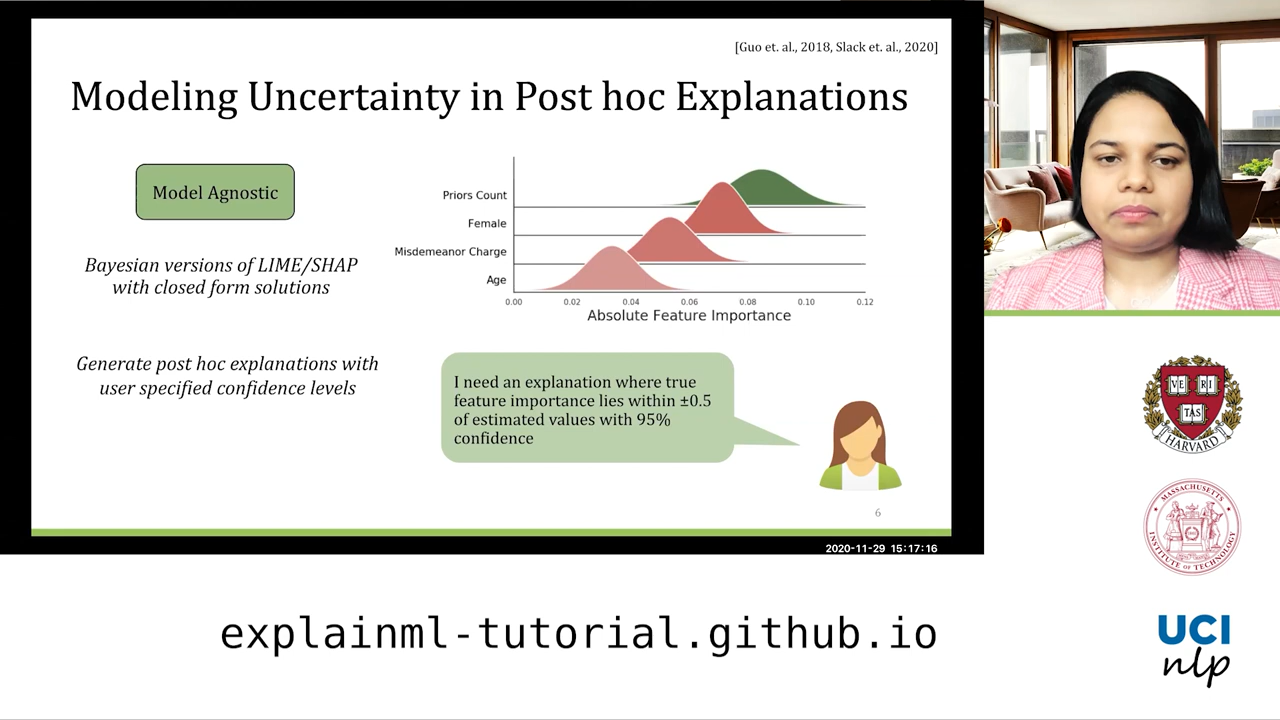 [Guo et. al., 2018, Slack et. al., 2020]
Modeling Uncertainty in Post hoc Explanations
Model Agnostic
Bayesian versions of LIME/SHAP
with closed form solutions
Generate post hoc explanations with
user specified confidence levels
Priors Count
Female
Misdemeanor Charge
Age
0.00 0.02 0.04 0.06 0.08 0.10 0.12
Absolute Feature Importance
I need an explanation where true
feature importance lies within ±0.5
of estimated values with 95%
confidence
6
2020-11-29 15:17:16
VE RI
TAS
HARVARD
MASSACHUSETTS
INSTITUTE OF TECHNOLOGY
UCI
nlp
explainml-tutorial.github.io